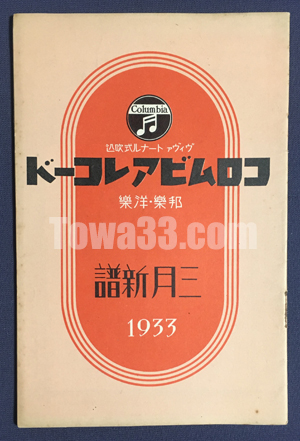 Columbia
ヴィヴァ トーナル式吹込
コロムビアレコード
邦樂・洋樂
Towa33.com
三月新譜
1933